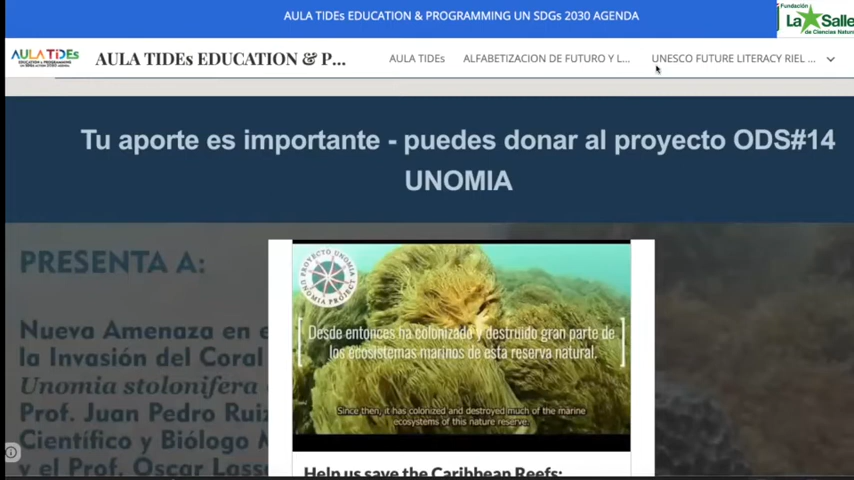 AULA TIDEs EDUCATION & PROGRAMMING UN SDGs 2030 AGENDA
Fundación
La Salle
de Ciencias Natura
AULA TIDEs
AULA TIDEs EDUCATION & P...
AULA TIDEs
ALFABETIZACION DE FUTURO Y L...
UNESCO FUTURE LITERACY RIEL ...
Tu aporte es importante - puedes donar al proyecto ODS#14
UNOMIA
PRESENTA A:
Nueva Amenaza en e
la Invasión del Coral
Unomia stolonifera
Prof. Juan Pedro Ruiz
Científico y Biólogo M
y el Prof. Oscar Lass
PROYECTO UNOMIA
UNOMIA PROJECT
[Desde entonces ha colonizado y destruido gran parte de
los ecosistemas marinos de esta reserva natural.]
Since then, it has colonized and destroyed much of the marine
ecosystems of this nature reserve.
Help us save the Caribbean Reefs: